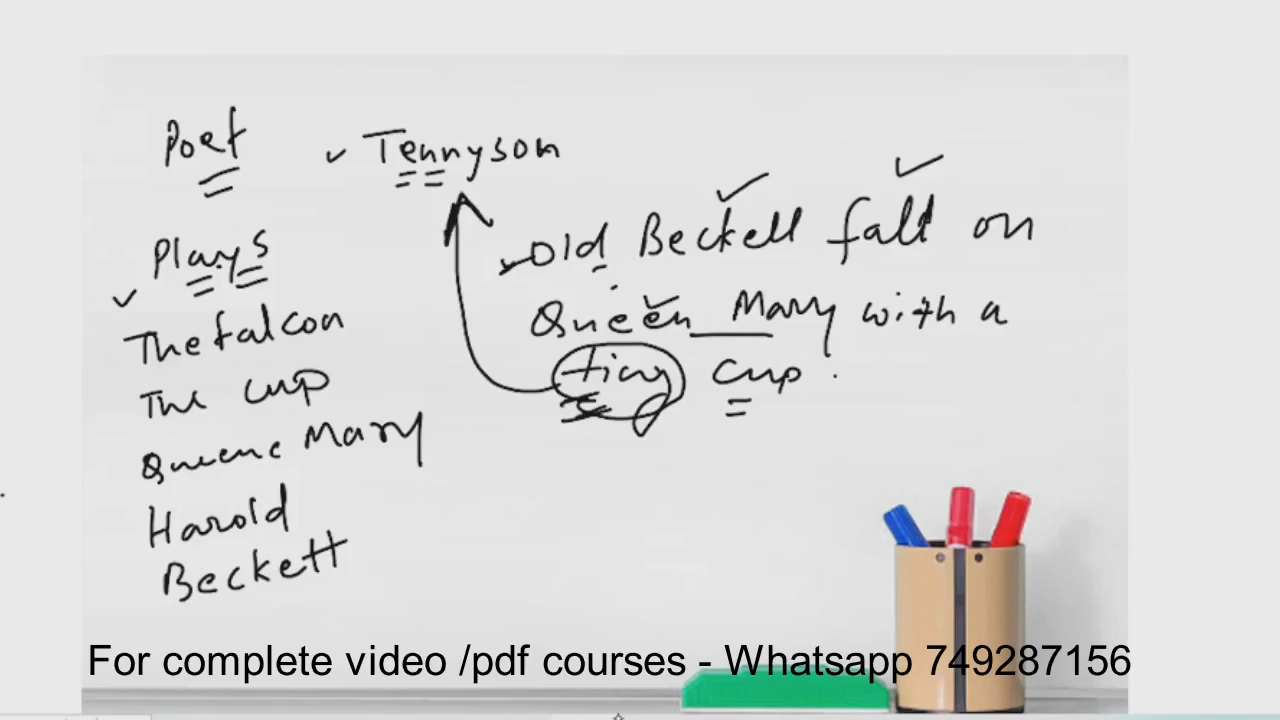 Poet
Tennyson
Plays
The falcon
The cup
Queene Mary
Harold
Beckett
Old Beckett fall on
Queen Mary with a
tiny cup.
For complete video /pdf courses - Whatsapp 749287156